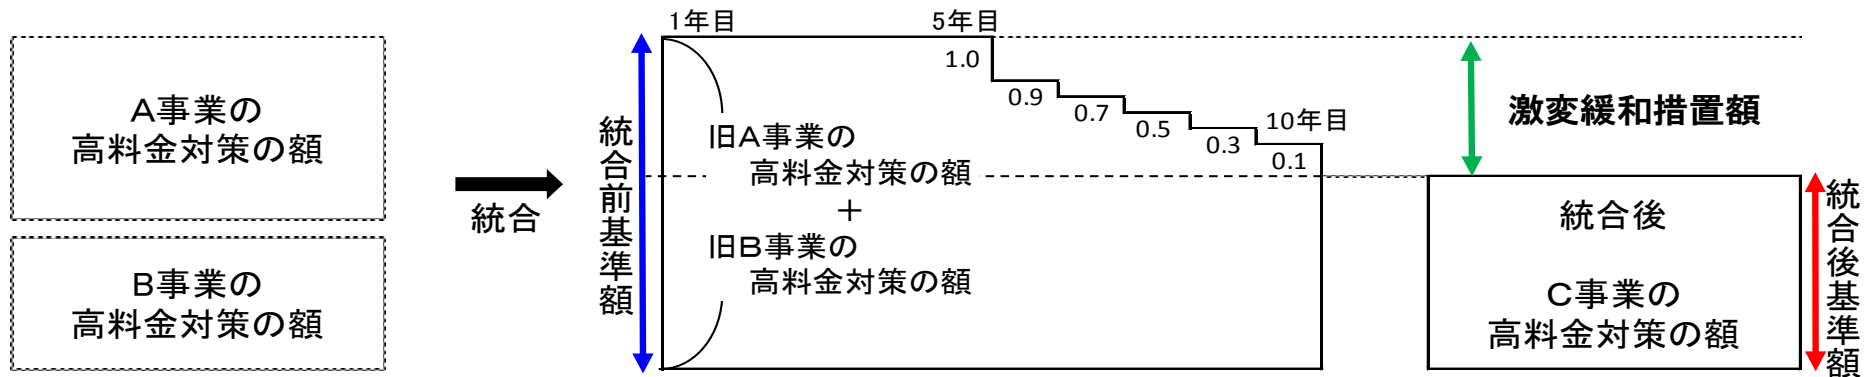 A事業の
高料金対策の額
B事業の
高料金対策の額
統合
統合前基準額
1年目
5年目
1.0
0.9
0.7
0.5
0.3
10年目
0.1
旧A事業の
高料金対策の額
＋
旧B事業の
高料金対策の額
激変緩和措置額
統合後
C事業の
高料金対策の額
統合後基準額